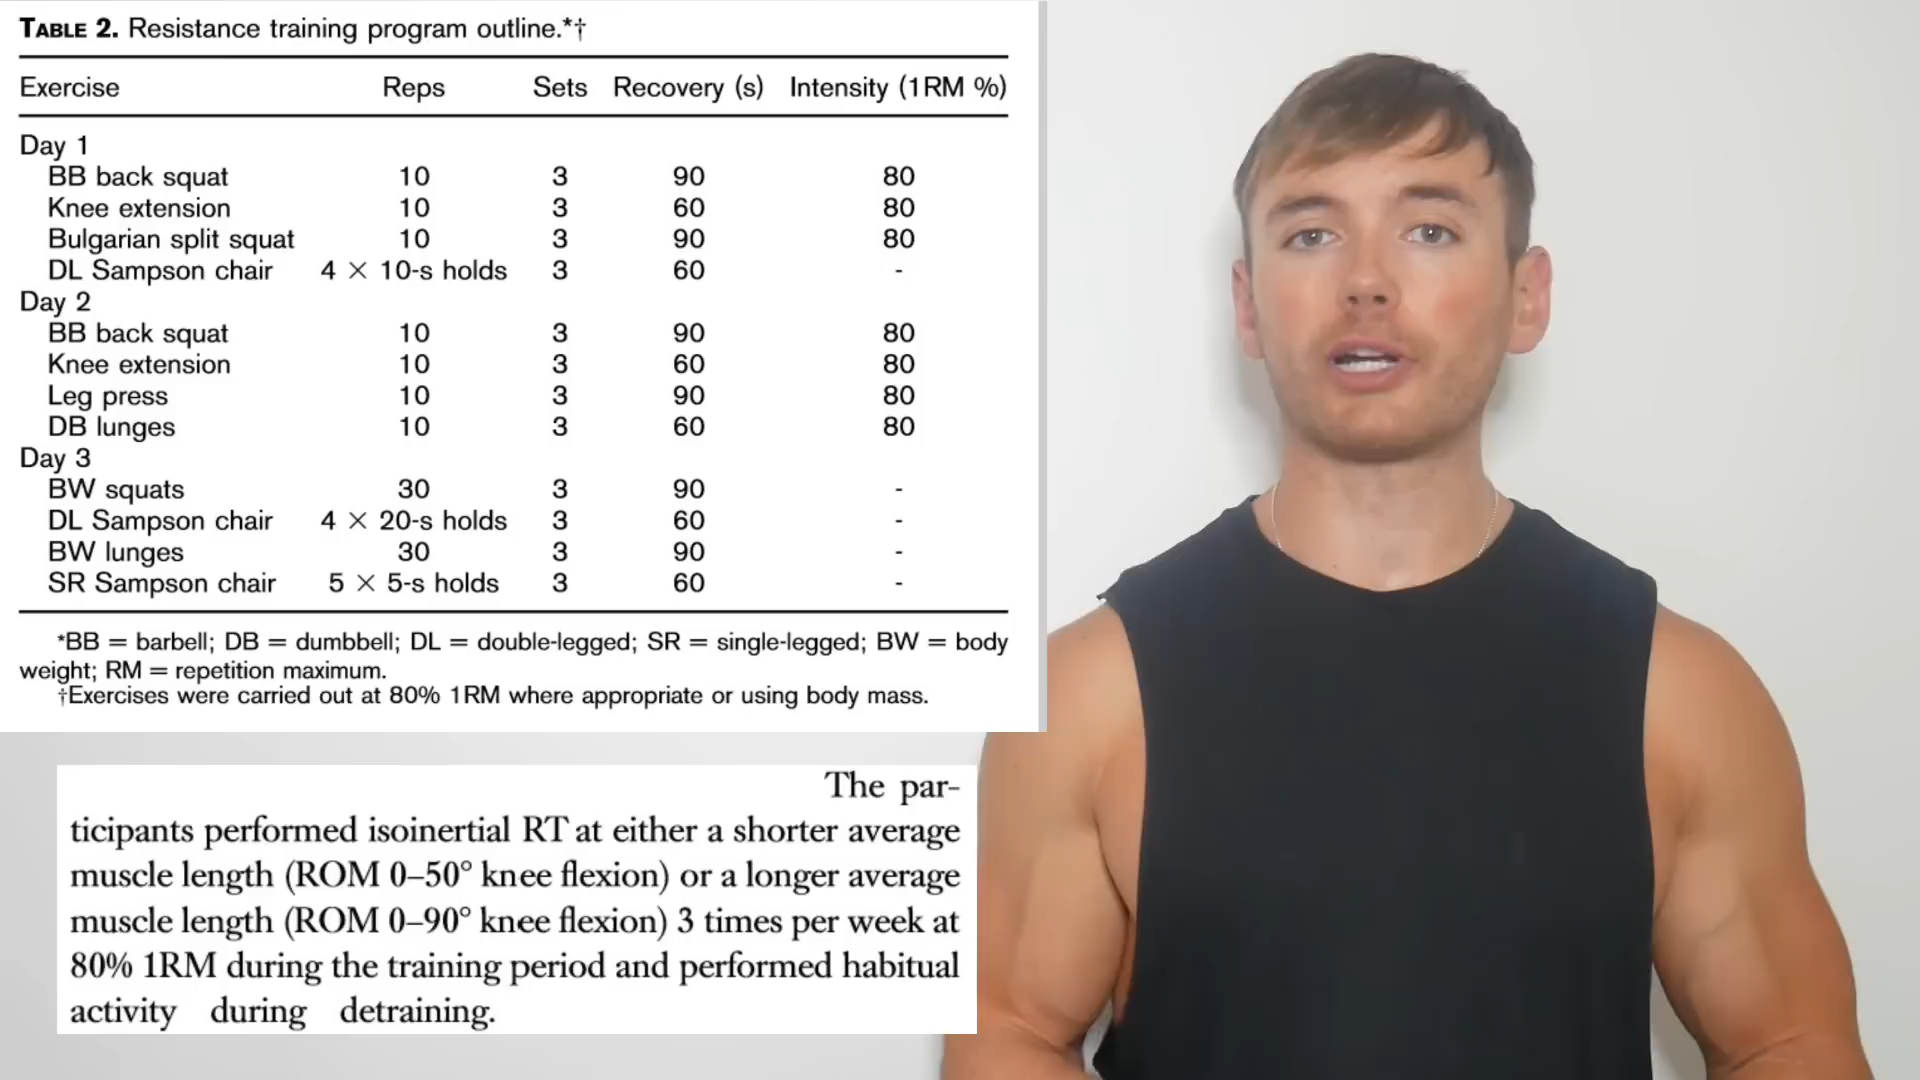 TABLE 2. Resistance training program outline.*†
Exercise Reps Sets Recovery (s) Intensity (1RM %)
Day 1
BB back squat 10 3 90 80
Knee extension 10 3 60 80
Bulgarian split squat 10 3 90 80
DL Sampson chair 4 × 10-s holds 3 60 -
Day 2
BB back squat 10 3 90 80
Knee extension 10 3 60 80
Leg press 10 3 90 80
DB lunges 10 3 60 80
Day 3
BW squats 30 3 90 -
DL Sampson chair 4 × 20-s holds 3 60 -
BW lunges 30 3 90 -
SR Sampson chair 5 × 5-s holds 3 60 -
*BB = barbell; DB = dumbbell; DL = double-legged; SR = single-legged; BW = body
weight; RM = repetition maximum.
†Exercises were carried out at 80% 1RM where appropriate or using body mass.
The par-
ticipants performed isoinertial RT at either a shorter average
muscle length (ROM 0–50° knee flexion) or a longer average
muscle length (ROM 0–90° knee flexion) 3 times per week at
80% 1RM during the training period and performed habitual
activity during detraining.